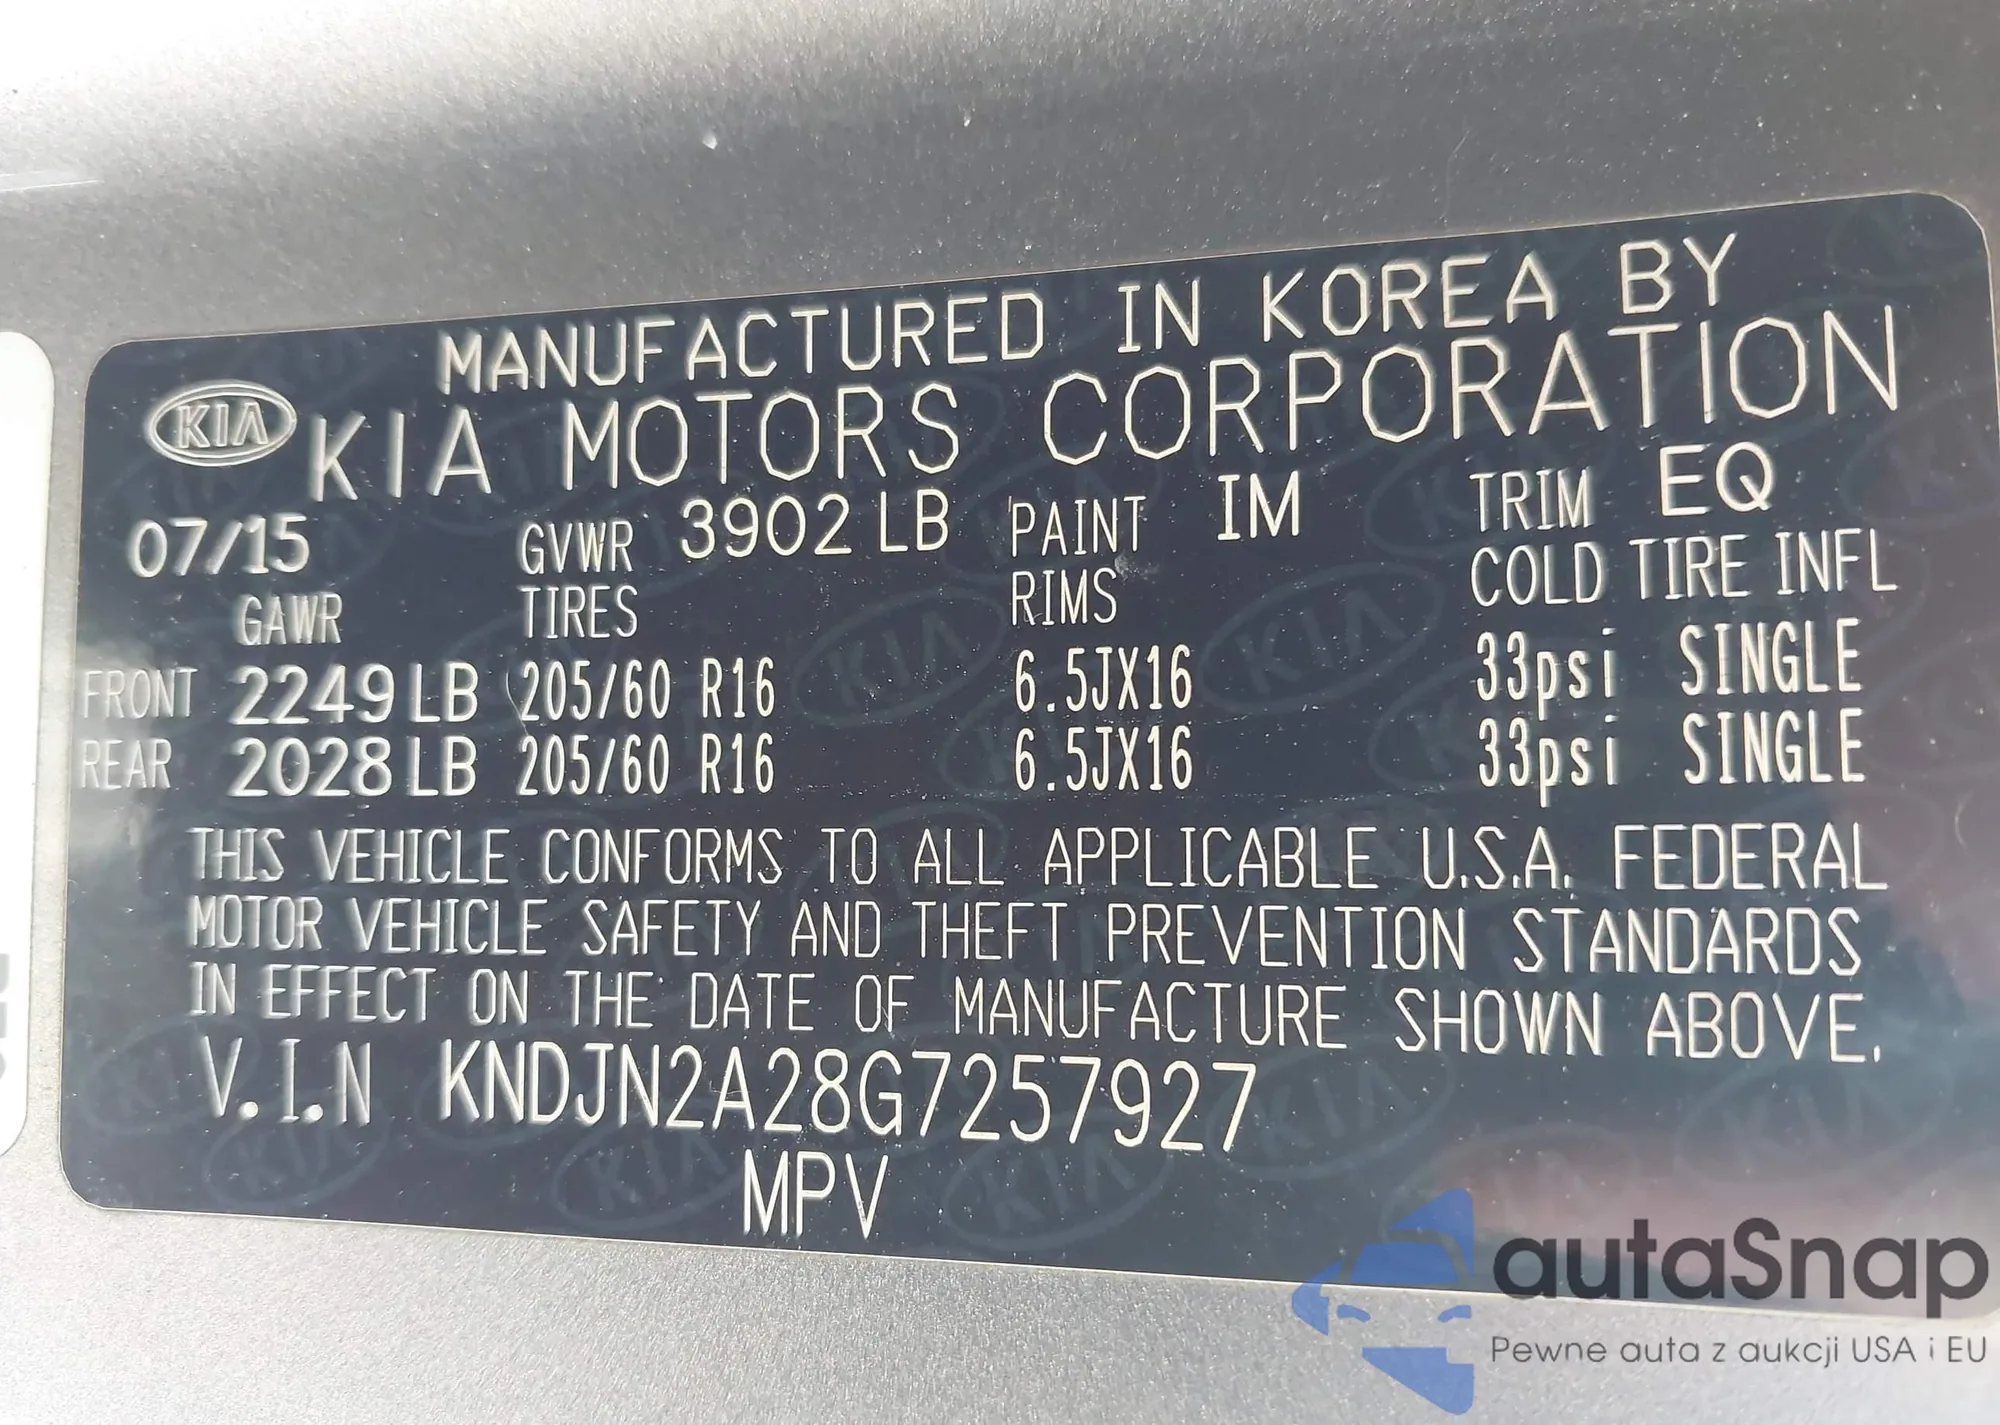 MANUFACTURED IN KOREA BY
KIA KIA MOTORS CORPORATION
07/15 GVWR 3902 LB PAINT IM TRIM EQ
GAWR TIRES RIMS COLD TIRE INFL
FRONT 2249 LB 205/60 R16 6.5JX16 33psi SINGLE
REAR 2028 LB 205/60 R16 6.5JX16 33psi SINGLE
THIS VEHICLE CONFORMS TO ALL APPLICABLE U.S.A. FEDERAL
MOTOR VEHICLE SAFETY AND THEFT PREVENTION STANDARDS
IN EFFECT ON THE DATE OF MANUFACTURE SHOWN ABOVE.
V.I.N KNDJN2A28G7257927
MPV
autaSnap
Pewne auta z aukcji USA i EU